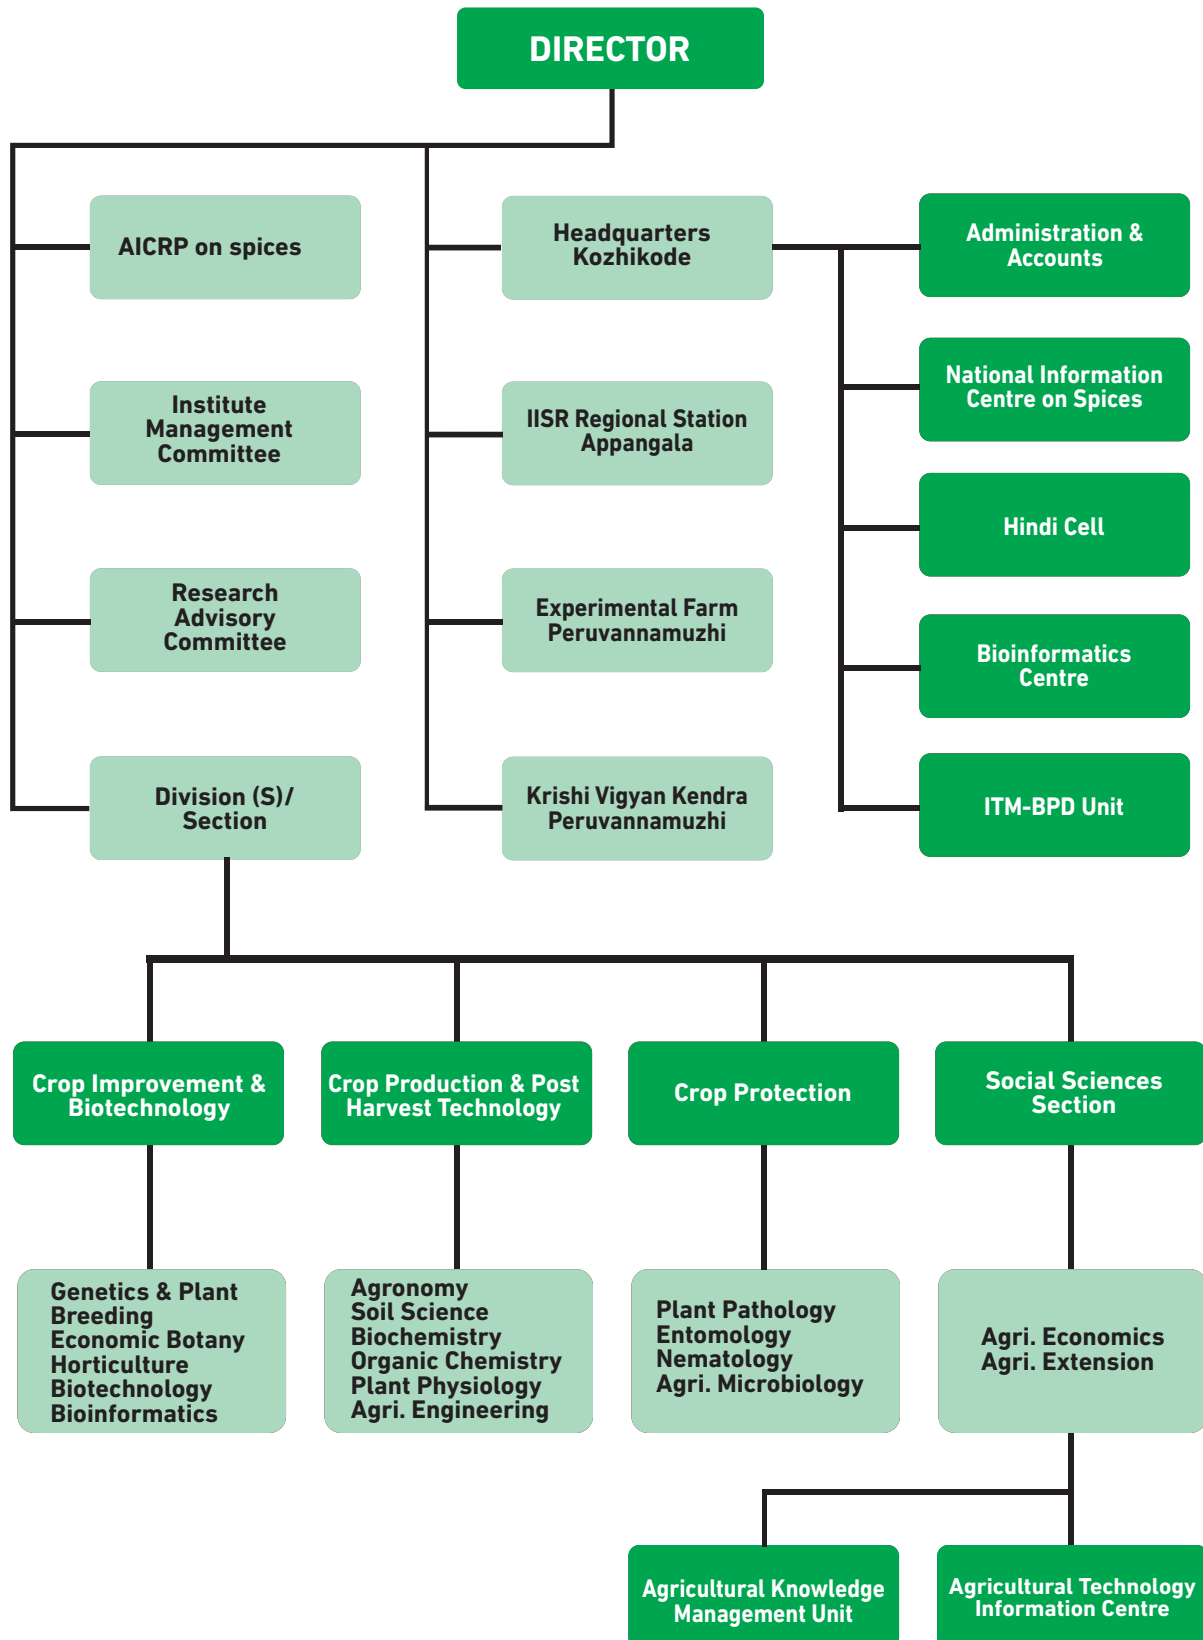 DIRECTOR
AICRP on spices
Institute
Management
Committee
Research
Advisory
Committee
Division (S)/
Section
Headquarters
Kozhikode
IISR Regional Station
Appangala
Experimental Farm
Peruvannamuzhi
Krishi Vigyan Kendra
Peruvannamuzhi
Administration &
Accounts
National Information
Centre on Spices
Hindi Cell
Bioinformatics
Centre
ITM-BPD Unit
Crop Improvement &
Biotechnology
Crop Production & Post
Harvest Technology
Crop Protection
Social Sciences
Section
Genetics & Plant
Breeding
Economic Botany
Horticulture
Biotechnology
Bioinformatics
Agronomy
Soil Science
Biochemistry
Organic Chemistry
Plant Physiology
Agri. Engineering
Plant Pathology
Entomology
Nematology
Agri. Microbiology
Agri. Economics
Agri. Extension
Agricultural Knowledge
Management Unit
Agricultural Technology
Information Centre